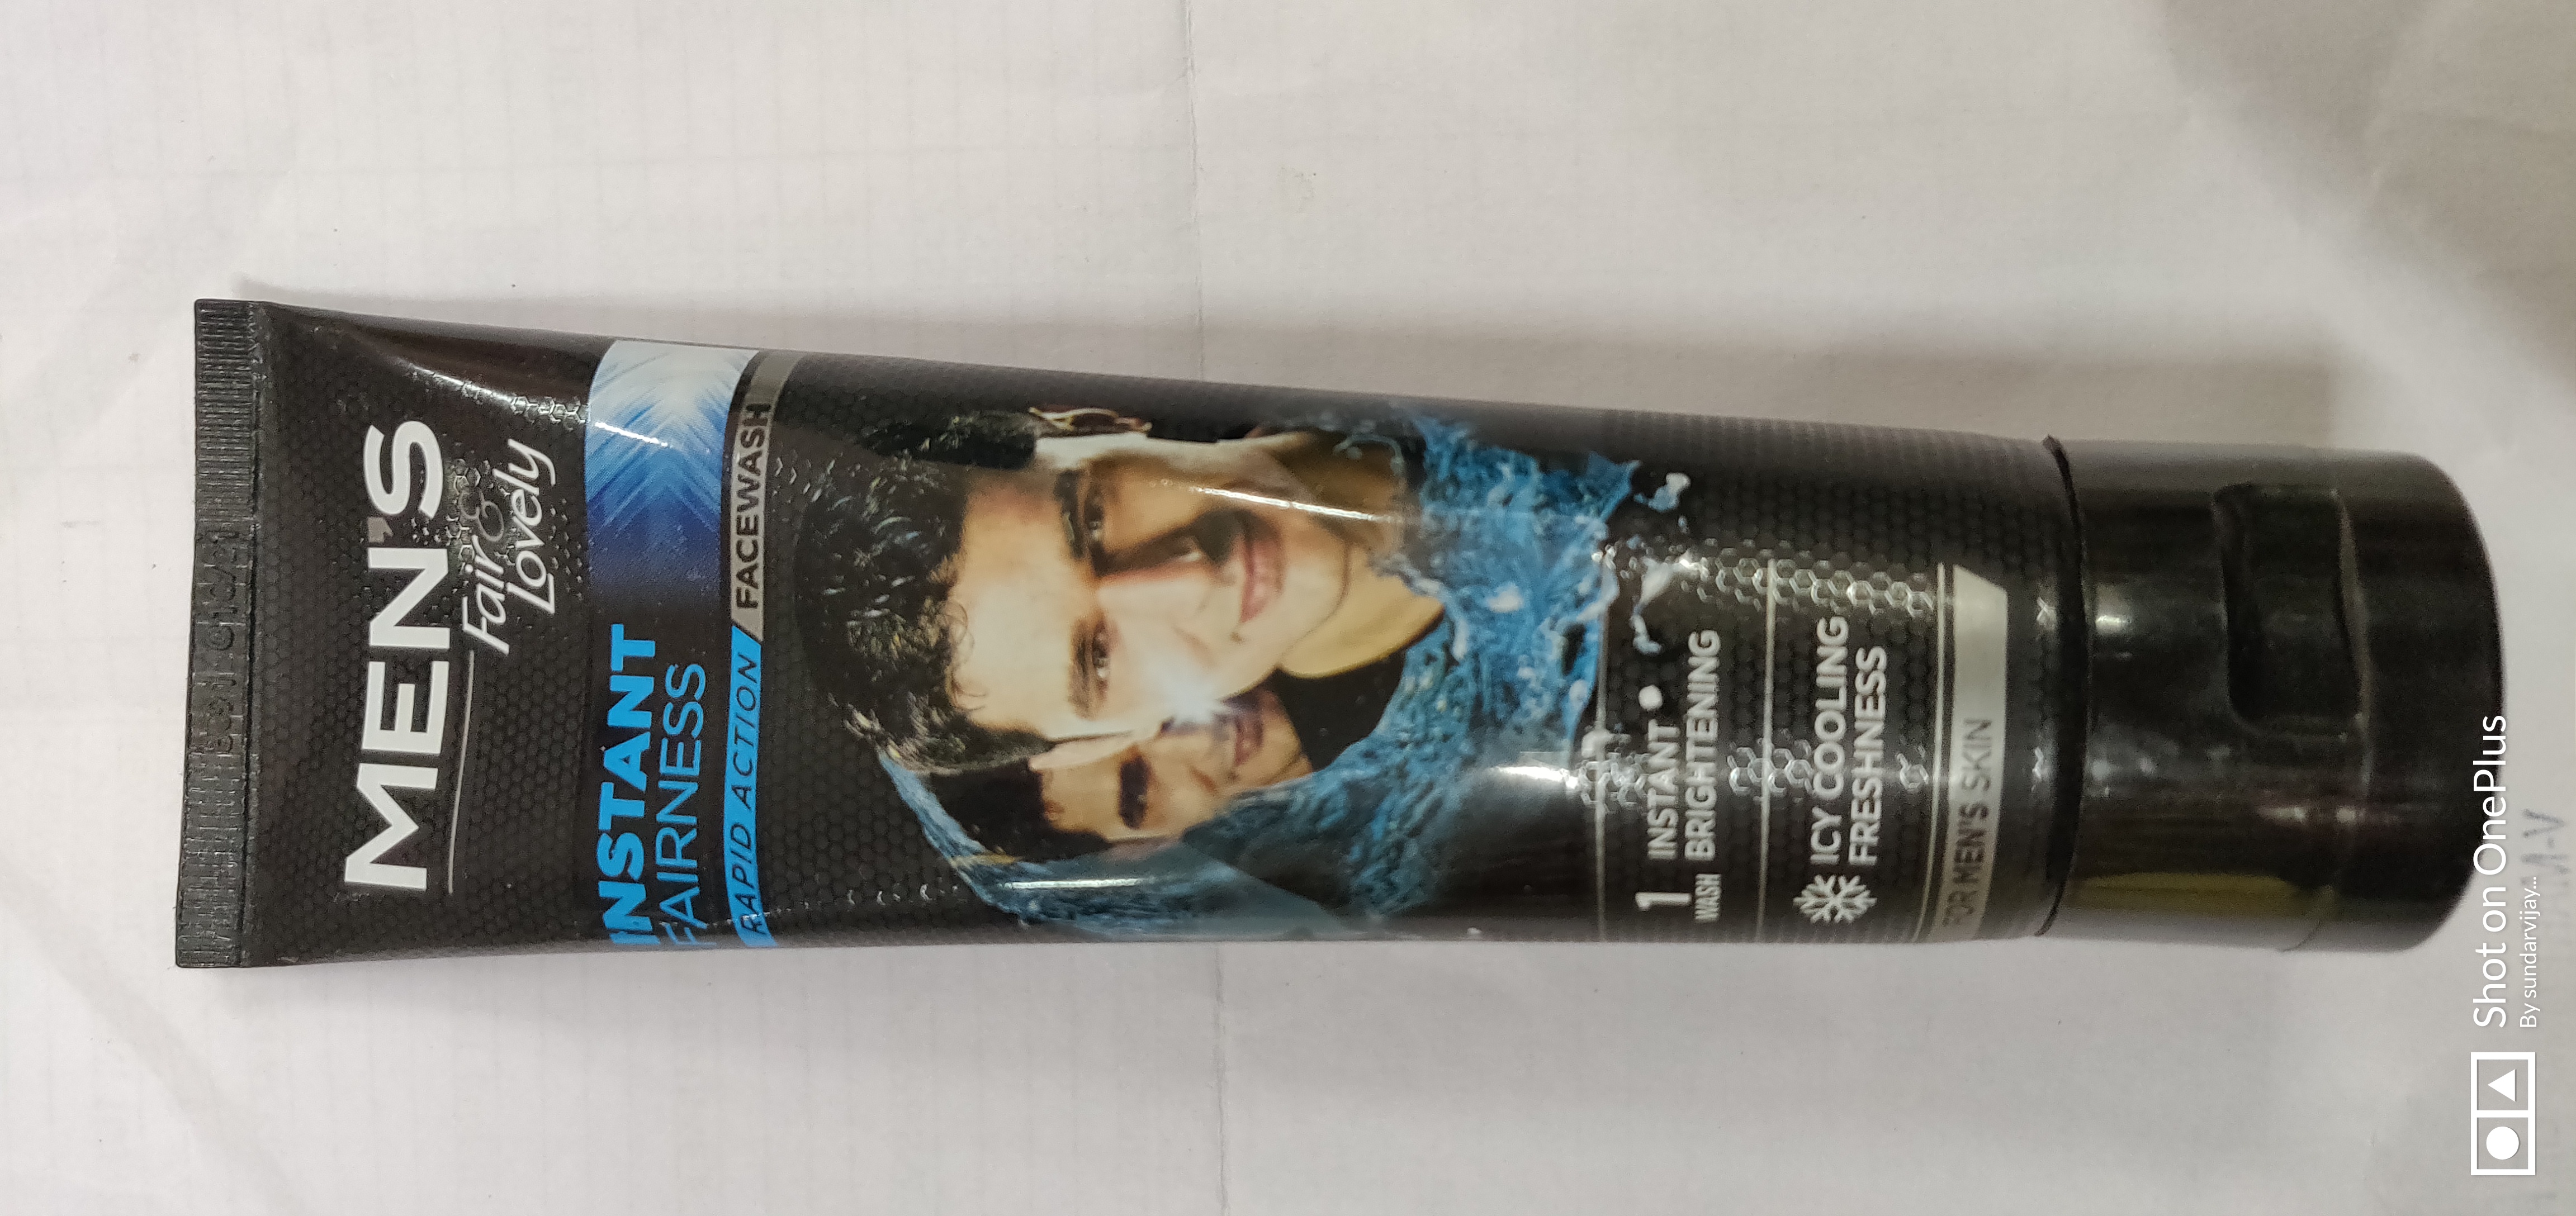 MEN'S
Fair &
Lovely
INSTANT
FAIRNESS
RAPID ACTION FACEWASH
1 INSTANT
WASH BRIGHTENING
ICY COOLING
FRESHNESS
FOR MEN'S SKIN
Shot on OnePlus
By sundarvijay...